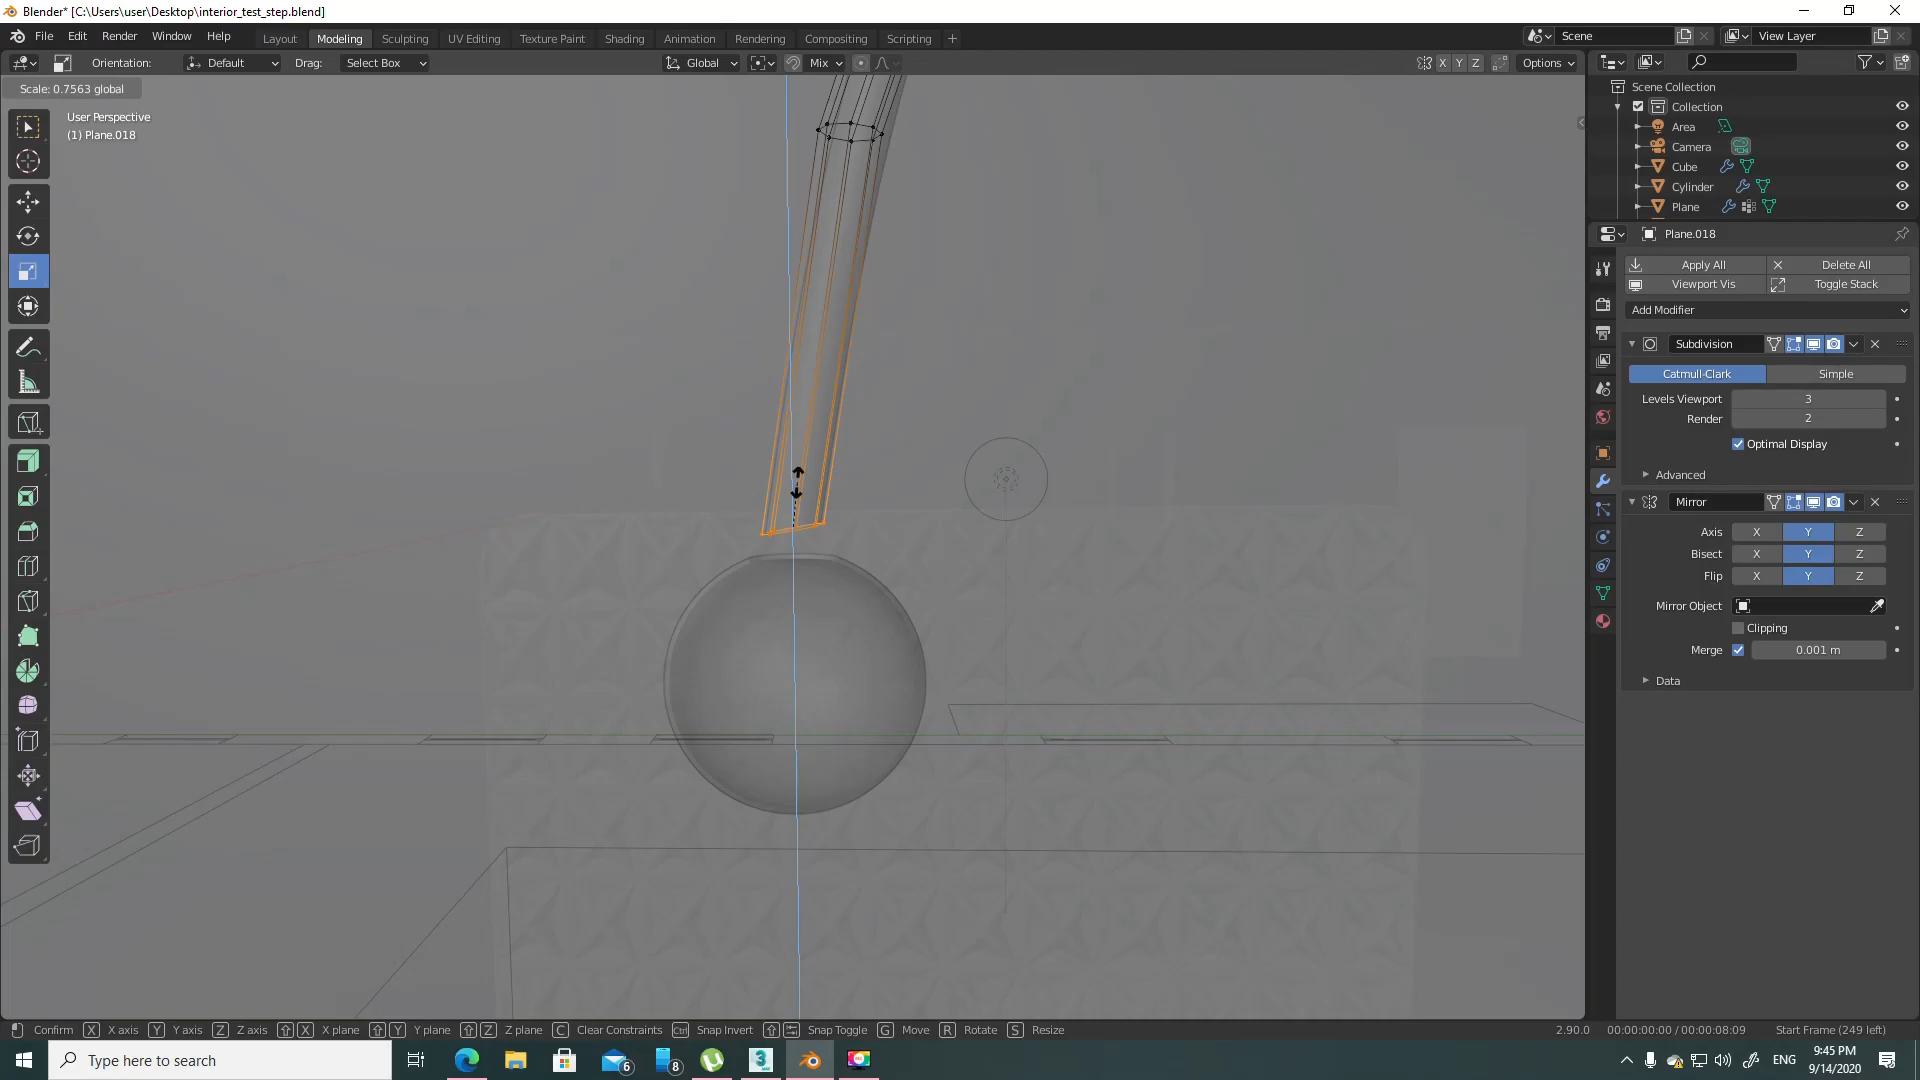 Blender* [C:\Users\user\Desktop\interior_test_step.blend]
File Edit Render Window Help Layout Modeling Sculpting UV Editing Texture Paint Shading Animation Rendering Compositing Scripting + Scene View Layer
Orientation: Default Drag: Select Box Global Mix X Y Z Options
Scale: 0.7563 global
User Perspective
(1) Plane.018
Scene Collection
Collection
Area
Camera
Cube
Cylinder
Plane
Plane.018
Apply All Delete All
Viewport Vis Toggle Stack
Add Modifier
Subdivision
Catmull-Clark Simple
Levels Viewport 3
Render 2
Optimal Display
Advanced
Mirror
Axis X Y Z
Bisect X Y Z
Flip X Y Z
Mirror Object
Clipping
Merge 0.001 m
Data
Confirm X X axis Y Y axis Z Z axis X X plane Y Y plane Z Z plane C Clear Constraints Ctrl Snap Invert Snap Toggle G Move R Rotate S Resize 2.90.0 00:00:00:00 / 00:00:08:09 Start Frame (249 left)
Type here to search 6 8 3 ENG 9:45 PM
9/14/2020